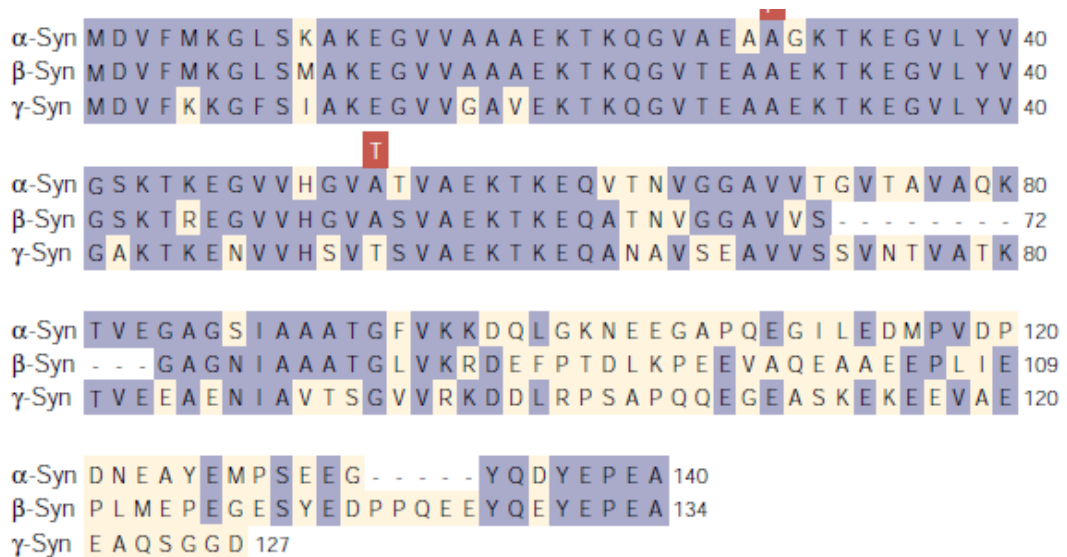 α-Syn M D V F M K G L S K A K E G V V A A A E K T K Q G V A E A A G K T K E G V L Y V 40
β-Syn M D V F M K G L S M A K E G V V A A A E K T K Q G V T E A A E K T K E G V L Y V 40
γ-Syn M D V F K K G F S I A K E G V V G A V E K T K Q G V T E A A E K T K E G V L Y V 40
T
α-Syn G S K T K E G V V H G V A T V A E K T K E Q V T N V G G A V V T G V T A V A Q K 80
β-Syn G S K T R E G V V H G V A S V A E K T K E Q A T N V G G A V V S - - - - - - - - 72
γ-Syn G A K T K E N V V H S V T S V A E K T K E Q A N A V S E A V V S S V N T V A T K 80
α-Syn T V E G A G S I A A A T G F V K K D Q L G K N E E G A P Q E G I L E D M P V D P 120
β-Syn - - - G A G N I A A A T G L V K R D E F P T D L K P E E V A Q E A A E E P L I E 109
γ-Syn T V E E A E N I A V T S G V V R K D D L R P S A P Q Q E G E A S K E K E E V A E 120
α-Syn D N E A Y E M P S E E G - - - - - Y Q D Y E P E A 140
β-Syn P L M E P E G E S Y E D P P Q E E Y Q E Y E P E A 134
γ-Syn E A Q S G G D 127